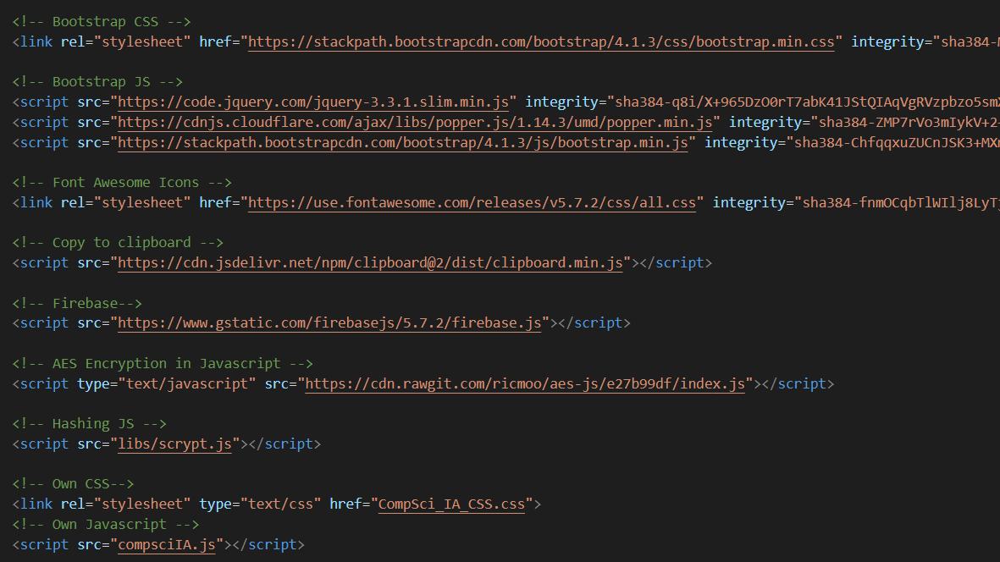 <!-- Bootstrap CSS -->
<link rel="stylesheet" href="https://stackpath.bootstrapcdn.com/bootstrap/4.1.3/css/bootstrap.min.css" integrity="sha384-
<!-- Bootstrap JS -->
<script src="https://code.jquery.com/jquery-3.3.1.slim.min.js" integrity="sha384-q8i/X+965DzO0rT7abK41JStQIAqVgRVzpbzo5sm
<script src="https://cdnjs.cloudflare.com/ajax/libs/popper.js/1.14.3/umd/popper.min.js" integrity="sha384-ZMP7rVo3mIykV+2
<script src="https://stackpath.bootstrapcdn.com/bootstrap/4.1.3/js/bootstrap.min.js" integrity="sha384-ChfqqxuZUCnJSK3+MX
<!-- Font Awesome Icons -->
<link rel="stylesheet" href="https://use.fontawesome.com/releases/v5.7.2/css/all.css" integrity="sha384-fnmOCqbTlWIlj8LyT
<!-- Copy to clipboard -->
<script src="https://cdn.jsdelivr.net/npm/clipboard@2/dist/clipboard.min.js"></script>
<!-- Firebase-->
<script src="https://www.gstatic.com/firebasejs/5.7.2/firebase.js"></script>
<!-- AES Encryption in Javascript -->
<script type="text/javascript" src="https://cdn.rawgit.com/ricmoo/aes-js/e27b99df/index.js"></script>
<!-- Hashing JS -->
<script src="libs/scrypt.js"></script>
<!-- Own CSS-->
<link rel="stylesheet" type="text/css" href="CompSci_IA_CSS.css">
<!-- Own Javascript -->
<script src="compsciIA.js"></script>